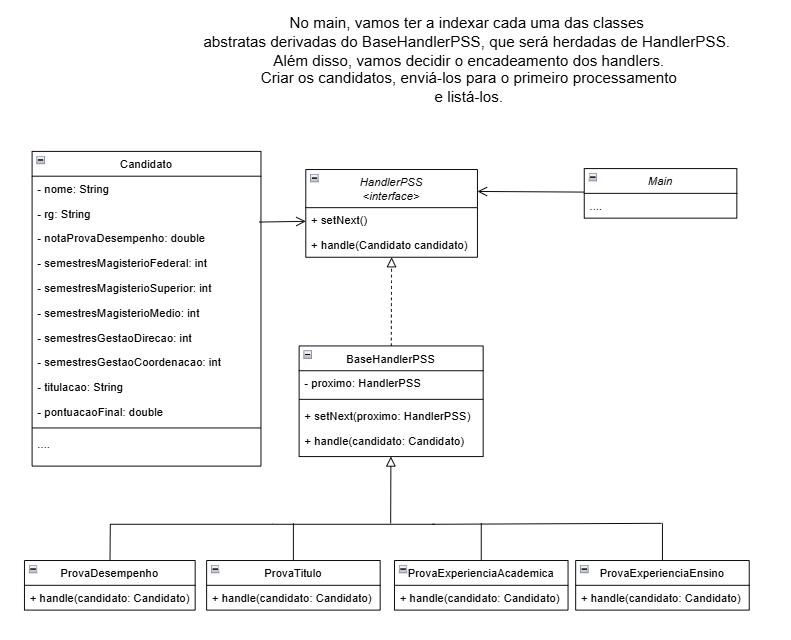 No main, vamos ter a indexar cada uma das classes
abstratas derivadas do BaseHandlerPSS, que será herdadas de HandlerPSS.
Além disso, vamos decidir o encadeamento dos handlers.
Criar os candidatos, enviá-los para o primeiro processamento
e listá-los.
Candidato
- nome: String
- rg: String
- notaProvaDesempenho: double
- semestresMagisterioFederal: int
- semestresMagisterioSuperior: int
- semestresMagisterioMedio: int
- semestresGestaoDirecao: int
- semestresGestaoCoordenacao: int
- titulacao: String
- pontuacaoFinal: double
....
HandlerPSS
<interface>
+ setNext()
+ handle(Candidato candidato)
Main
....
BaseHandlerPSS
- proximo: HandlerPSS
+ setNext(proximo: HandlerPSS)
+ handle(candidato: Candidato)
ProvaDesempenho
+ handle(candidato: Candidato)
ProvaTitulo
+ handle(candidato: Candidato)
ProvaExperienciaAcademica
+ handle(candidato: Candidato)
ProvaExperienciaEnsino
+ handle(candidato: Candidato)